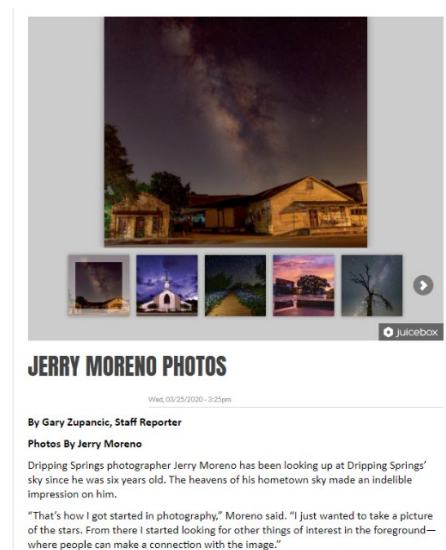 juicebox
JERRY MORENO PHOTOS
Wed, 03/25/2020 - 3:25pm
By Gary Zupancic, Staff Reporter
Photos By Jerry Moreno
Dripping Springs photographer Jerry Moreno has been looking up at Dripping Springs’
sky since he was six years old. The heavens of his hometown sky made an indelible
impression on him.
“That’s how I got started in photography,” Moreno said. “I just wanted to take a picture
of the stars. From there I started looking for other things of interest in the foreground—
where people can make a connection with the image.”